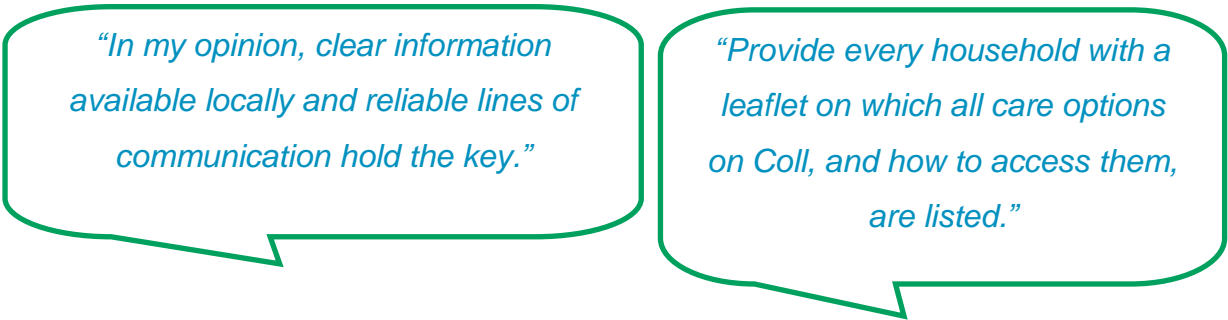 “In my opinion, clear information
available locally and reliable lines of
communication hold the key.”
“Provide every household with a
leaflet on which all care options
on Coll, and how to access them,
are listed.”